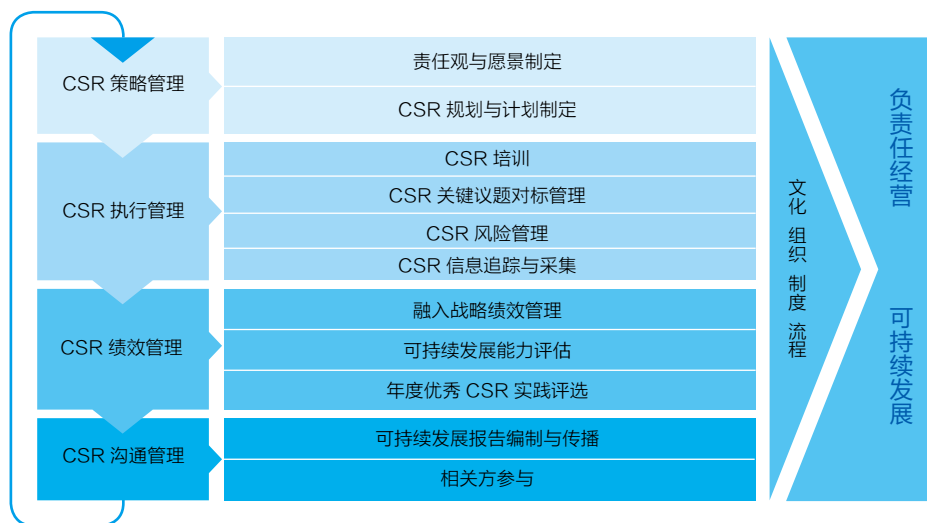 CSR 策略管理
责任观与愿景制定
CSR 规划与计划制定
CSR 执行管理
CSR 培训
CSR 关键议题对标管理
CSR 风险管理
CSR 信息追踪与采集
CSR 绩效管理
融入战略绩效管理
可持续发展能力评估
年度优秀 CSR 实践评选
CSR 沟通管理
可持续发展报告编制与传播
相关方参与
文化 组织 制度 流程
负责任经营
可持续发展